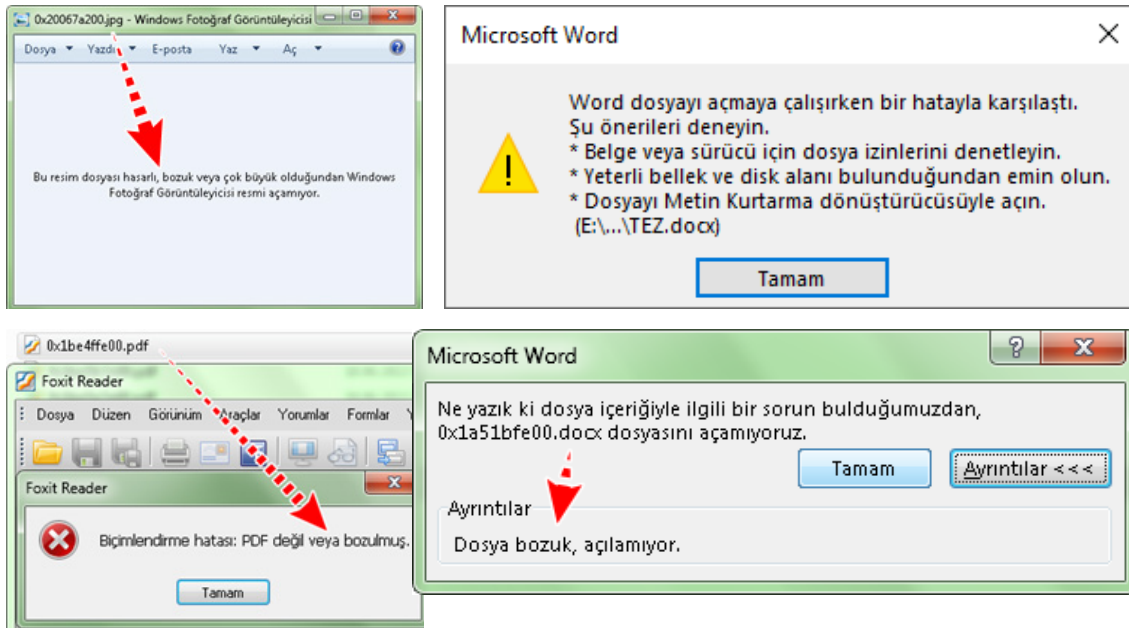 0x20067a200.jpg - Windows Fotoğraf Görüntüleyicisi
Dosya Yazdır E-posta Yaz Aç
Bu resim dosyası hasarlı, bozuk veya çok büyük olduğundan Windows
Fotoğraf Görüntüleyicisi resmi açamıyor.
Microsoft Word
Word dosyayı açmaya çalışırken bir hatayla karşılaştı.
Şu önerileri deneyin.
* Belge veya sürücü için dosya izinlerini denetleyin.
* Yeterli bellek ve disk alanı bulunduğundan emin olun.
* Dosyayı Metin Kurtarma dönüştürücüsüyle açın.
(E:\...\TEZ.docx)
Tamam
0x1be4ffe00.pdf
Foxit Reader
Dosya Düzen Görünüm Araçlar Yorumlar Formlar
Foxit Reader
Biçimlendirme hatası: PDF değil veya bozulmuş.
Tamam
Microsoft Word
Ne yazık ki dosya içeriğiyle ilgili bir sorun bulduğumuzdan,
0x1a51bfe00.docx dosyasını açamıyoruz.
Tamam
Ayrıntılar <<<
Ayrıntılar
Dosya bozuk, açılamıyor.